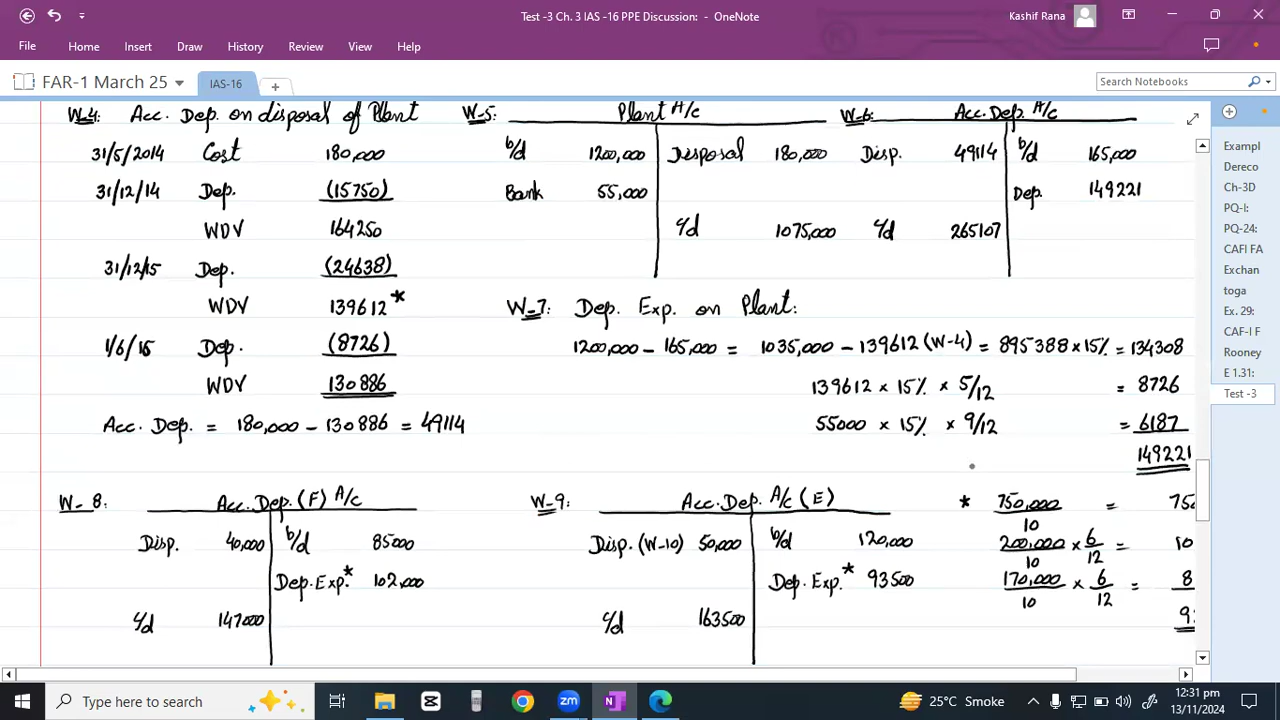 Test -3 Ch. 3 IAS -16 PPE Discussion: - OneNote
Kashif Rana
File Home Insert Draw History Review View Help
FAR-1 March 25
IAS-16
Search Notebooks
W-4: Acc. Dep. on disposal of Plant
31/5/2014 Cost 180,000
31/12/14 Dep. (15750)
WDV 164250
31/12/15 Dep. (24638)
WDV 139612*
1/6/16 Dep. (8726)
WDV 130886
Acc. Dep. = 180,000 - 130886 = 49114
W-5: Plant A/c
b/d 1200,000 Disposal 180,000
Bank 55,000
c/d 1075,000
W-6: Acc. Dep. A/c
Disp. 49114 b/d 165,000
Dep. 149221
c/d 265107
W-7: Dep. Exp. on Plant:
1200,000 - 165,000 = 1035,000 - 139612 (W-4) = 895388 x 15% = 134308
139612 x 15% x 5/12 = 8726
55000 x 15% x 9/12 = 6187
149221
W-8: Acc. Dep. (F) A/c
Disp. 40,000 b/d 85000
Dep. Exp.* 102,000
c/d 147000
W-9: Acc. Dep. A/c (E)
Disp. (W-10) 50,000 b/d 120,000
Dep. Exp.* 93500
c/d 163500
* 750,000/10 = 75
200,000/10 x 6/12 = 10
170,000/10 x 6/12 = 8
9
Exampl
Dereco
Ch-3D
PQ-I:
PQ-24:
CAFI FA
Exchan
toga
Ex. 29:
CAF-I F
Rooney
E 1.31:
Test -3
Type here to search
25°C Smoke
12:31 pm
13/11/2024